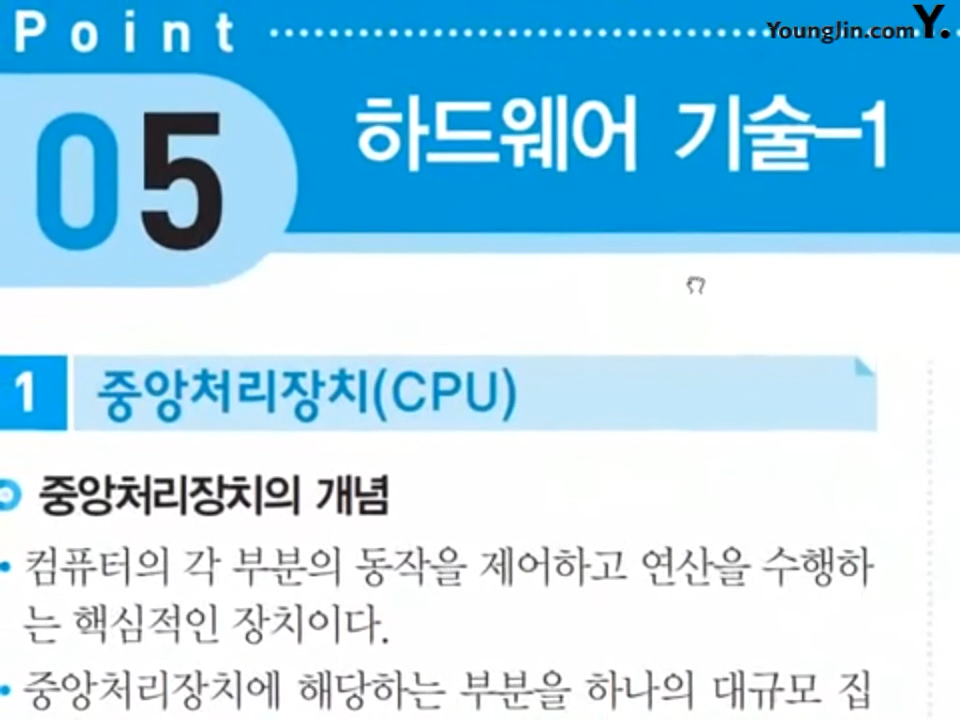 Point
YoungJin.com Y.
05
하드웨어 기술-1
1 중앙처리장치(CPU)
중앙처리장치의 개념
• 컴퓨터의 각 부분의 동작을 제어하고 연산을 수행하
는 핵심적인 장치이다.
• 중앙처리장치에 해당하는 부분을 하나의 대규모 집